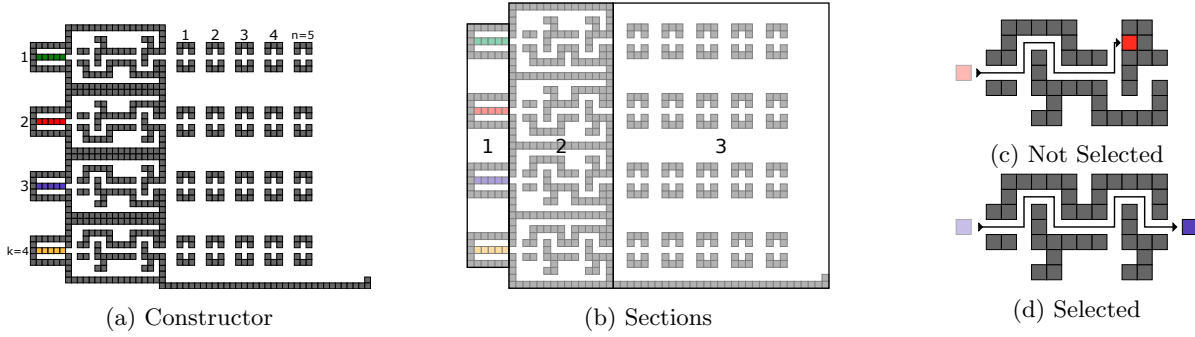 1 2 3 4 n=5
1
2
3
k=4
(a) Constructor
1
2
3
(b) Sections
(c) Not Selected
(d) Selected